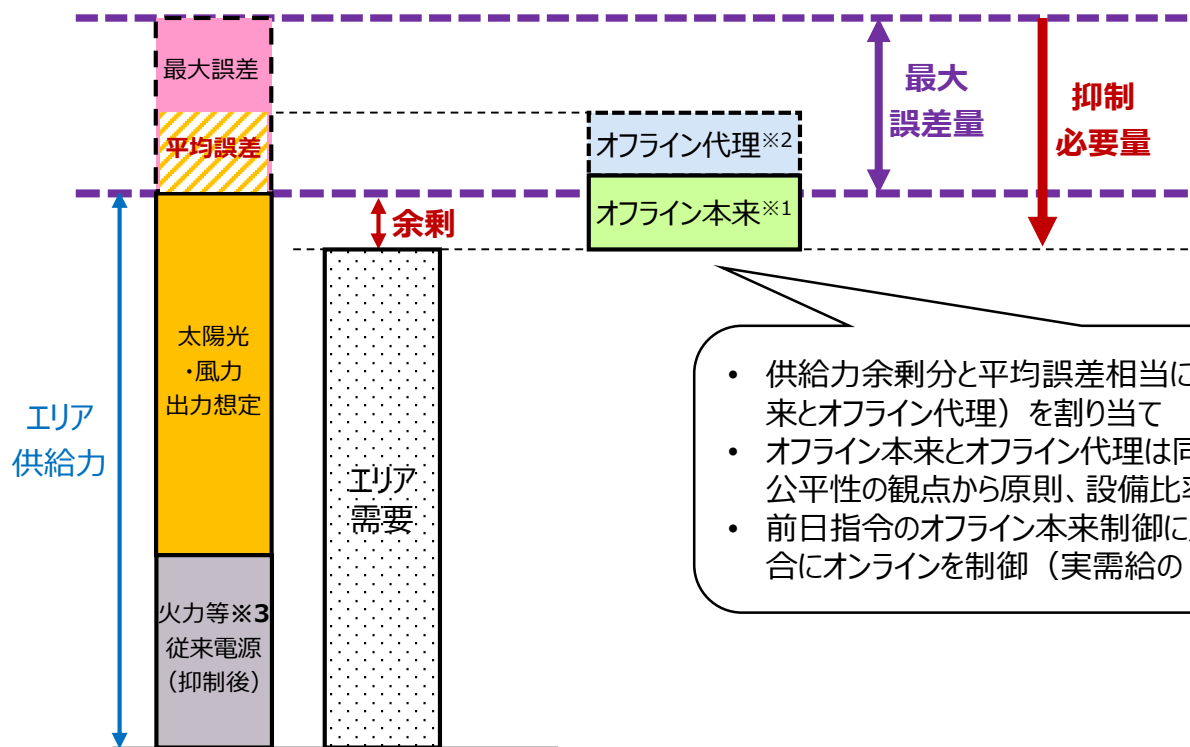 最大誤差
平均誤差
太陽光
・風力
出力想定
火力等※3
従来電源
（抑制後）
エリア
供給力
余剰
エリア
需要
オフライン代理※2
オフライン本来※1
最大
誤差量
抑制
必要量
• 供給力余剰分と平均誤差相当に
来とオフライン代理）を割り当て
• オフライン本来とオフライン代理は同
公平性の観点から原則、設備比率
• 前日指令のオフライン本来制御に
合にオンラインを制御（実需給の